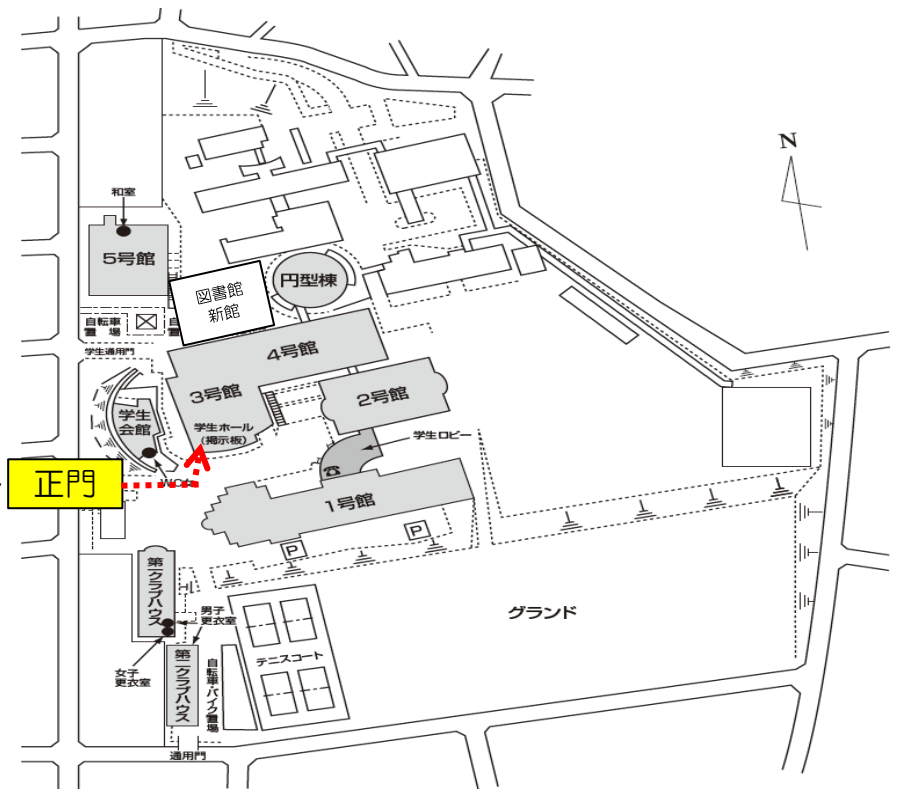 N
和室
5号館
図書館
新館
円型棟
自転車
置　場
自
学生通用門
4号館
3号館
2号館
学生
会館
学生ホール
(掲示板)
学生ロビー
☎
正門
1号館
P
P
第一クラブハウス
男子
更衣室
グランド
テニスコート
女子
更衣室
第二クラブハウス
自転車・バイク置場
通用門